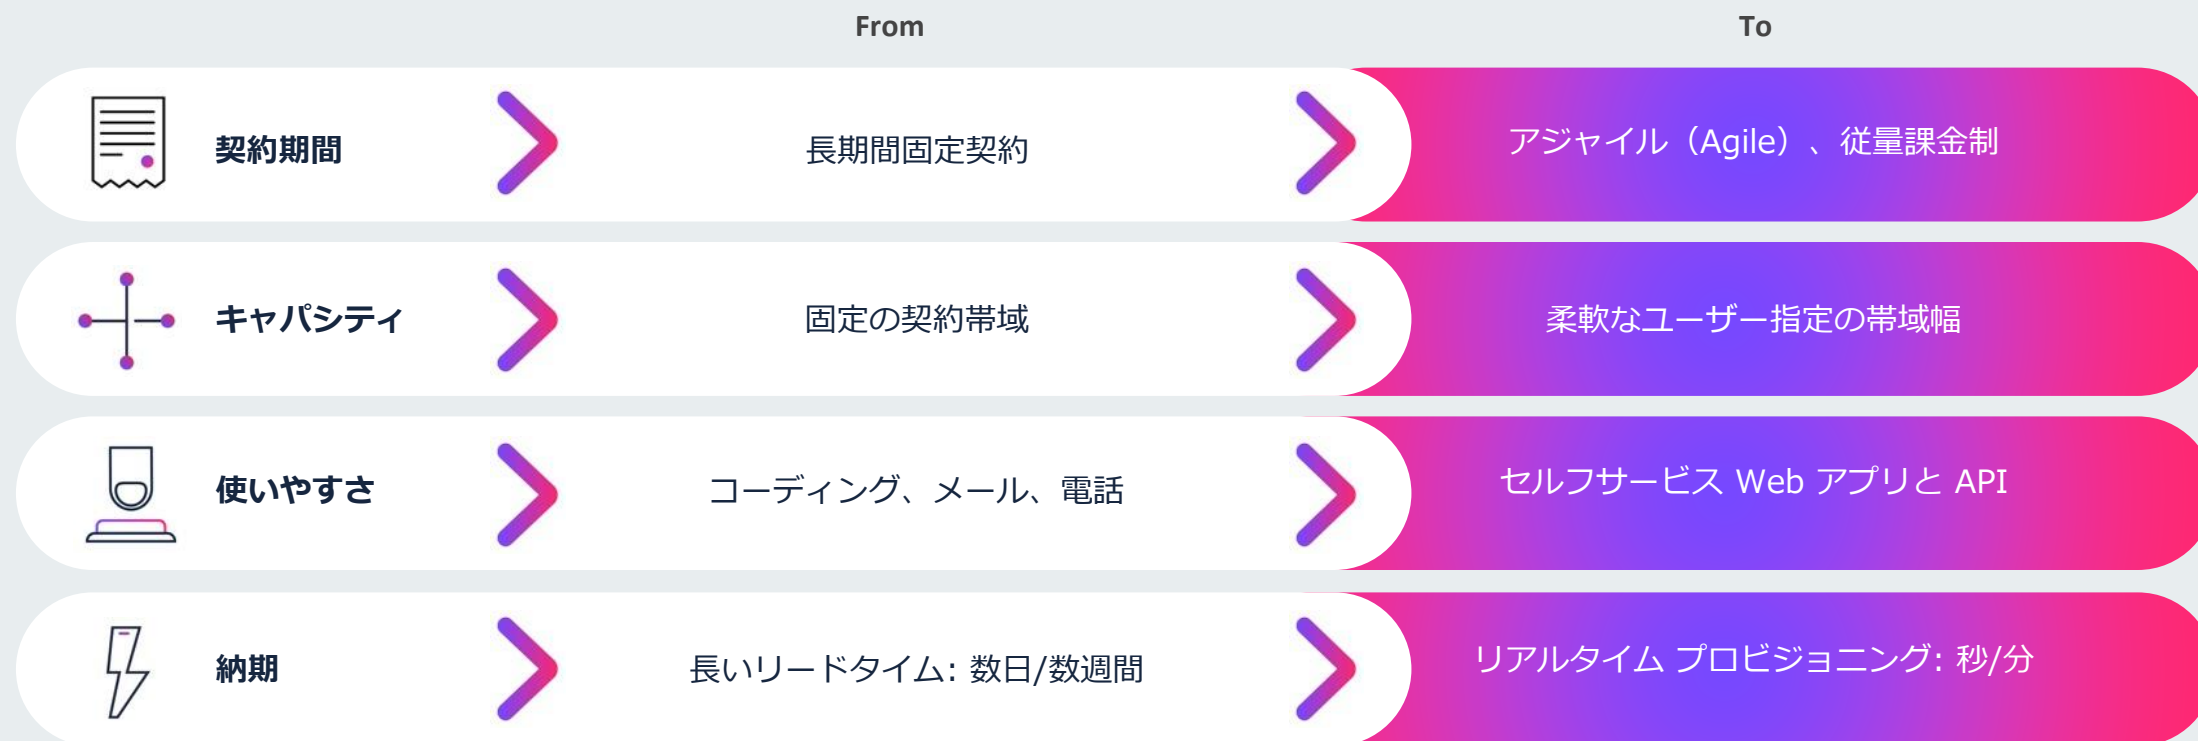 From
To
契約期間
長期間固定契約
アジャイル（Agile）、従量課金制
キャパシティ
固定の契約帯域
柔軟なユーザー指定の帯域幅
使いやすさ
コーディング、メール、電話
セルフサービス Web アプリと API
納期
長いリードタイム: 数日/数週間
リアルタイム プロビジョニング: 秒/分